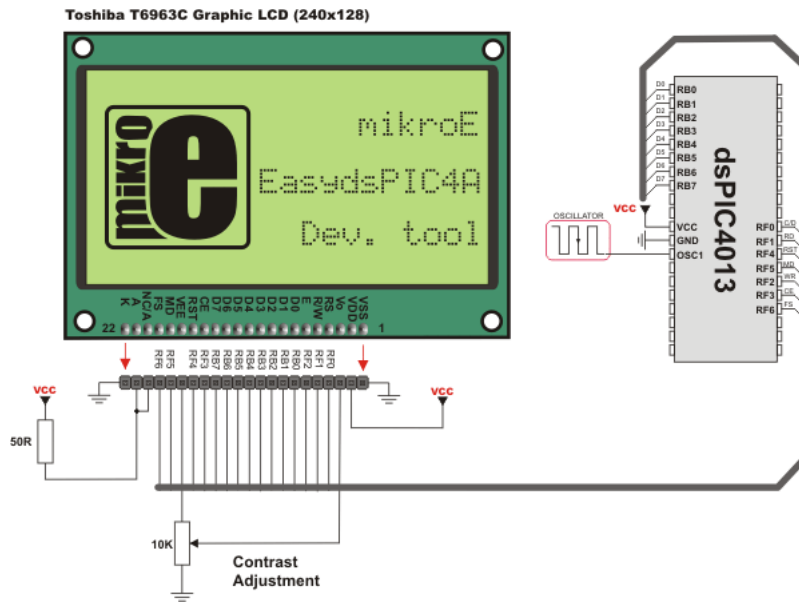 Toshiba T6963C Graphic LCD (240x128)
mikro
e
mikroE
EasydsPIC4A
Dev. tool
K
A
NC/A
FS
MD
VEE
RST
CE
D7
D6
D5
D4
D3
D2
D1
D0
E
R/W
RS
Vo
VDD
VSS
22
1
RF6
RF5
RF4
RF3
RB7
RB6
RB5
RB4
RB3
RB2
RB1
RB0
RF2
RF1
RF0
VCC
50R
VCC
10K
Contrast
Adjustment
D0
D1
D2
D3
D4
D5
D6
D7
RB0
RB1
RB2
RB3
RB4
RB5
RB6
RB7
VCC
OSCILLATOR
VCC
GND
OSC1
dsPIC4013
RF0
RF1
RF4
RF5
RF2
RF3
RF6
C/D
RD
RST
MD
WR
CE
FS